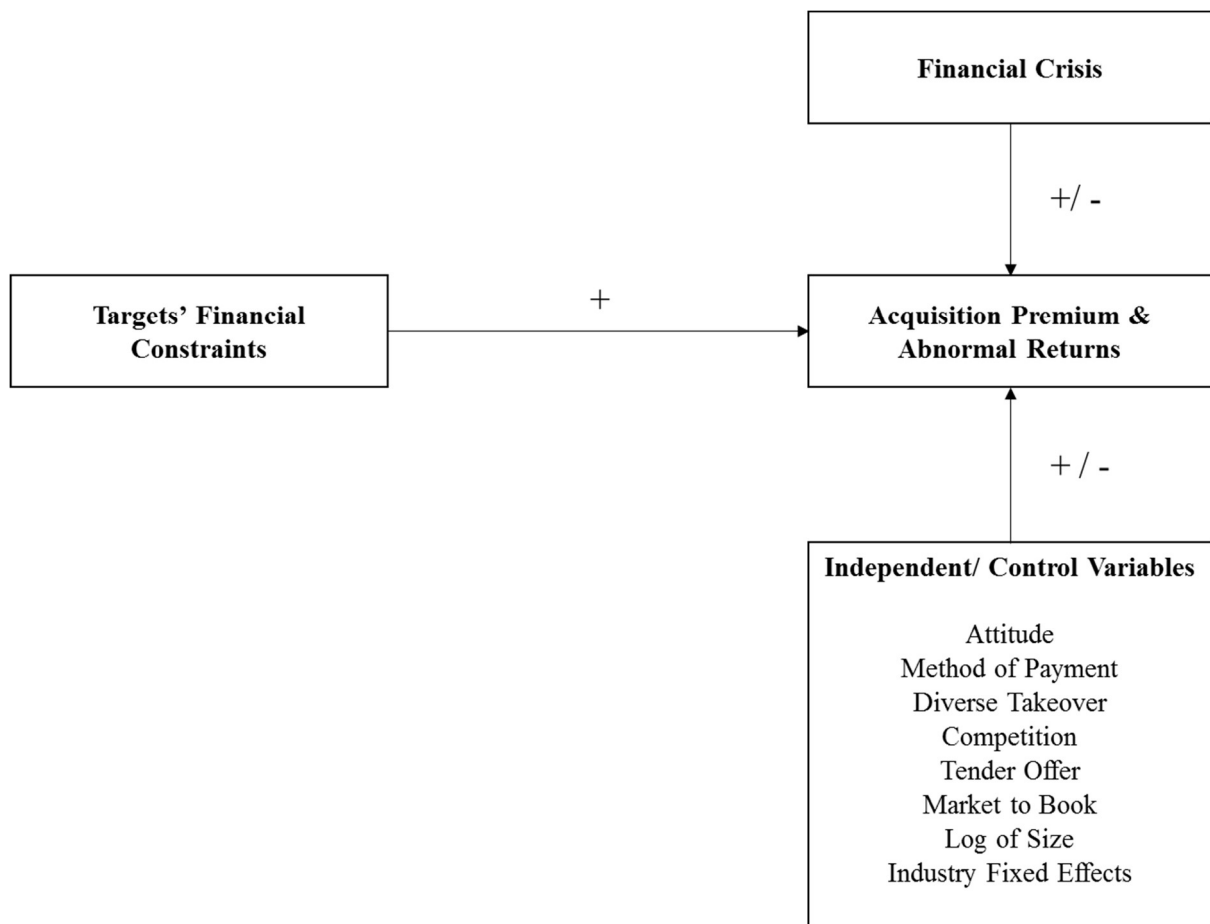 Financial Crisis
+/ -
Targets’ Financial
Constraints
+
Acquisition Premium &
Abnormal Returns
+ / -
Independent/ Control Variables
Attitude
Method of Payment
Diverse Takeover
Competition
Tender Offer
Market to Book
Log of Size
Industry Fixed Effects